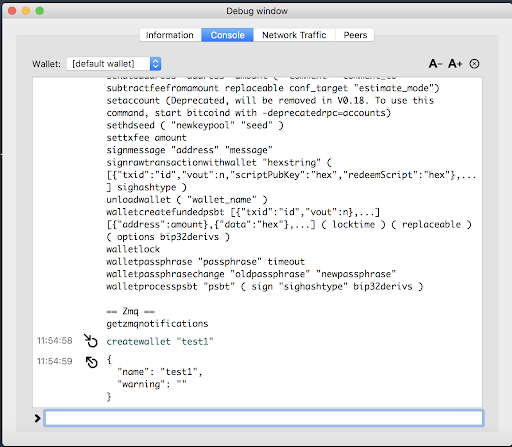 Debug window
Information
Console
Network Traffic
Peers
Wallet:
[default wallet]
A-
A+
subtractfeefromamount replaceable conf_target "estimate_mode")
setaccount (Deprecated, will be removed in V0.18. To use this
command, start bitcoind with -deprecatedrpc=accounts)
sethdseed ( "newkeypool" "seed" )
settxfee amount
signmessage "address" "message"
signrawtransactionwithwallet "hexstring" (
[{"txid":"id","vout":n,"scriptPubKey":"hex","redeemScript":"hex"},...
] sighashtype )
unloadwallet ( "wallet_name" )
walletcreatefundedpsbt [{"txid":"id","vout":n},...]
[{"address":amount},{"data":"hex"},...] ( locktime ) ( replaceable )
( options bip32derivs )
walletlock
walletpassphrase "passphrase" timeout
walletpassphrasechange "oldpassphrase" "newpassphrase"
walletprocesspsbt "psbt" ( sign "sighashtype" bip32derivs )
== Zmq ==
getzmqnotifications
11:54:58 createwallet "test1"
11:54:59 {
"name": "test1",
"warning": ""
}